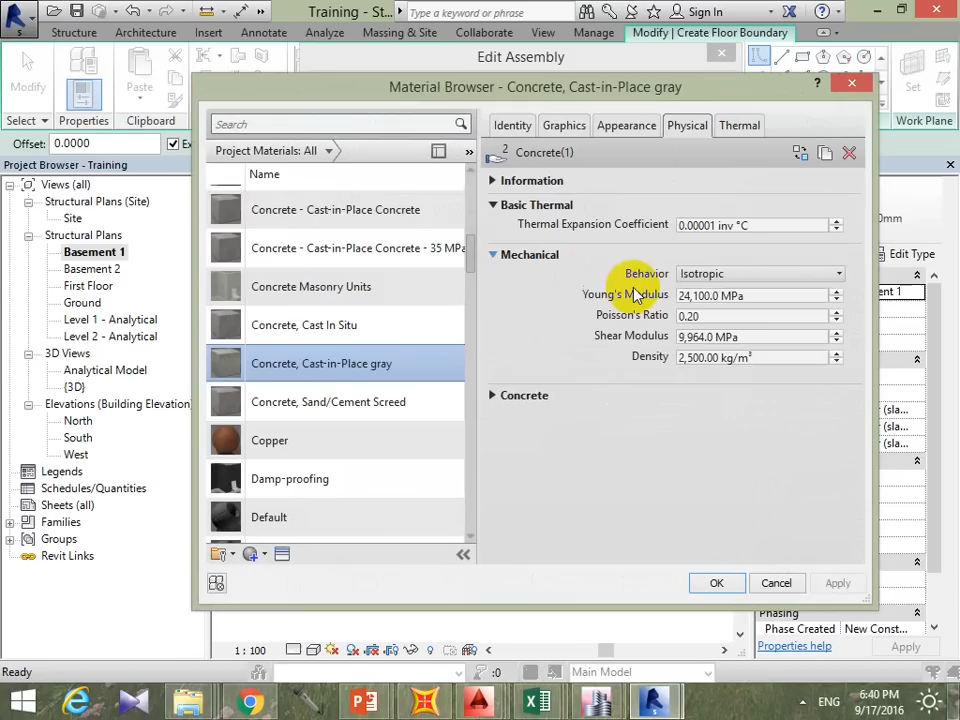 Training - St...
Type a keyword or phrase
Sign In
Structure
Architecture
Insert
Annotate
Analyze
Massing & Site
Collaborate
View
Manage
Modify | Create Floor Boundary
Edit Assembly
Modify
Paste
Set
Select
Properties
Clipboard
Work Plane
Material Browser - Concrete, Cast-in-Place gray
Offset: 0.0000
Project Browser - Training
Views (all)
Structural Plans (Site)
Site
Structural Plans
Basement 1
Basement 2
First Floor
Ground
Level 1 - Analytical
Level 2 - Analytical
3D Views
Analytical Model
{3D}
Elevations (Building Elevation)
North
South
West
Legends
Schedules/Quantities
Sheets (all)
Families
Groups
Revit Links
Search
Project Materials: All
Name
Concrete - Cast-in-Place Concrete
Concrete - Cast-in-Place Concrete - 35 MPa
Concrete Masonry Units
Concrete, Cast In Situ
Concrete, Cast-in-Place gray
Concrete, Sand/Cement Screed
Copper
Damp-proofing
Default
Identity
Graphics
Appearance
Physical
Thermal
2
Concrete(1)
Information
Basic Thermal
Thermal Expansion Coefficient 0.00001 inv °C
Mechanical
Behavior Isotropic
Young's Modulus 24,100.0 MPa
Poisson's Ratio 0.20
Shear Modulus 9,964.0 MPa
Density 2,500.00 kg/m³
Concrete
OK
Cancel
Apply
0mm
Edit Type
ent 1
(sla...
r (sla...
r (sla...
Phasing
Phase Created New Const...
Properties help
Apply
1 : 100
Ready
:0
Main Model
ENG
6:40 PM
9/17/2016